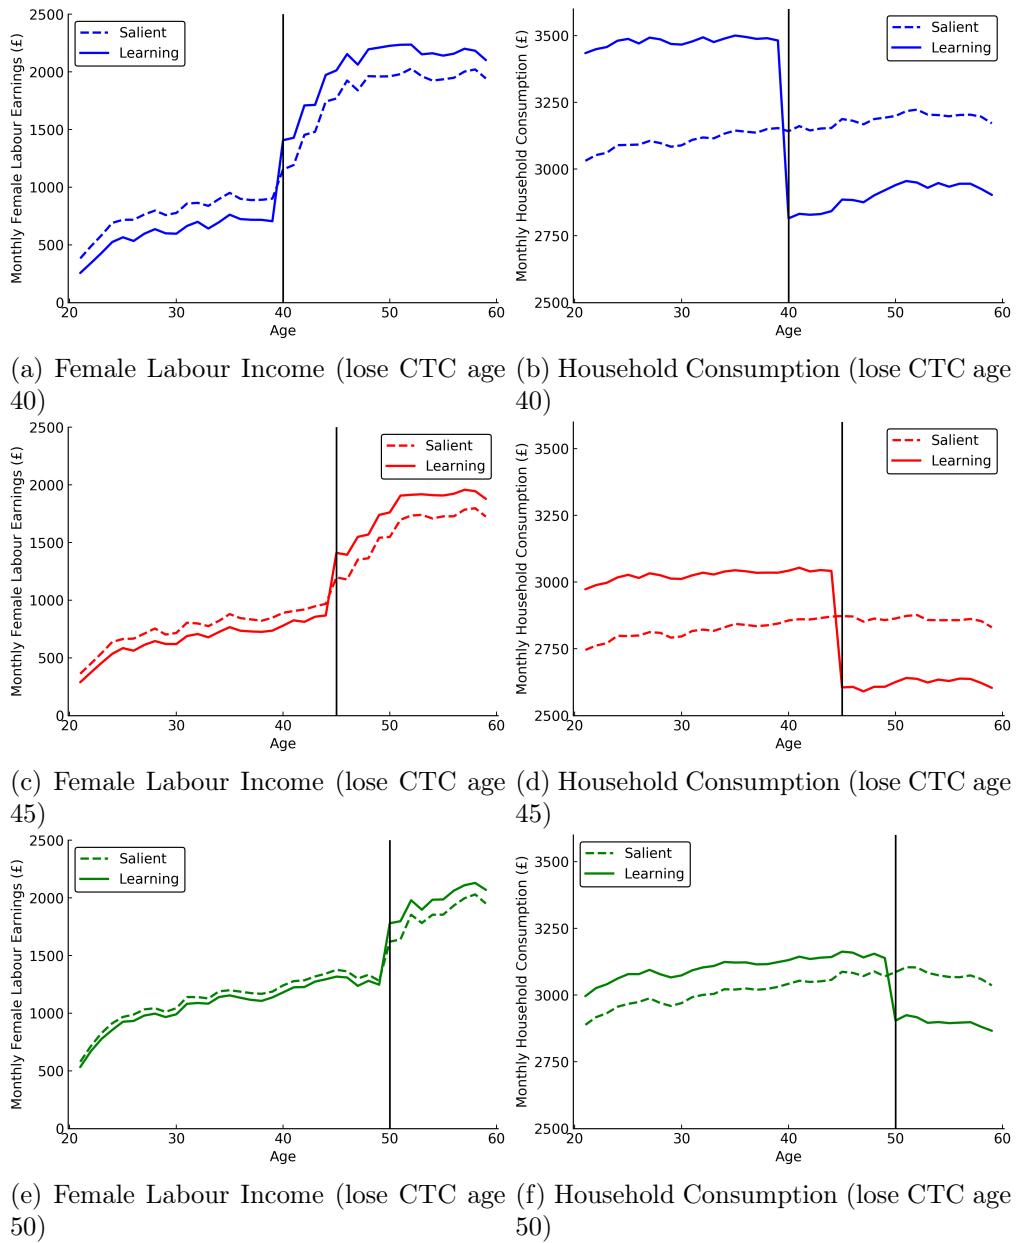 2500
2000
1500
1000
500
0
Monthly Female Labour Earnings (£)
Salient
Learning
20 30 40 50 60
Age
3500
3250
3000
2750
2500
Monthly Household Consumption (£)
Salient
Learning
20 30 40 50 60
Age
(a) Female Labour Income (lose CTC age
40)
(b) Household Consumption (lose CTC age
40)
2500
2000
1500
1000
500
0
Monthly Female Labour Earnings (£)
Salient
Learning
20 30 40 50 60
Age
3500
3250
3000
2750
2500
Monthly Household Consumption (£)
Salient
Learning
20 30 40 50 60
Age
(c) Female Labour Income (lose CTC age
45)
(d) Household Consumption (lose CTC age
45)
2500
2000
1500
1000
500
0
Monthly Female Labour Earnings (£)
Salient
Learning
20 30 40 50 60
Age
3500
3250
3000
2750
2500
Monthly Household Consumption (£)
Salient
Learning
20 30 40 50 60
Age
(e) Female Labour Income (lose CTC age
50)
(f) Household Consumption (lose CTC age
50)